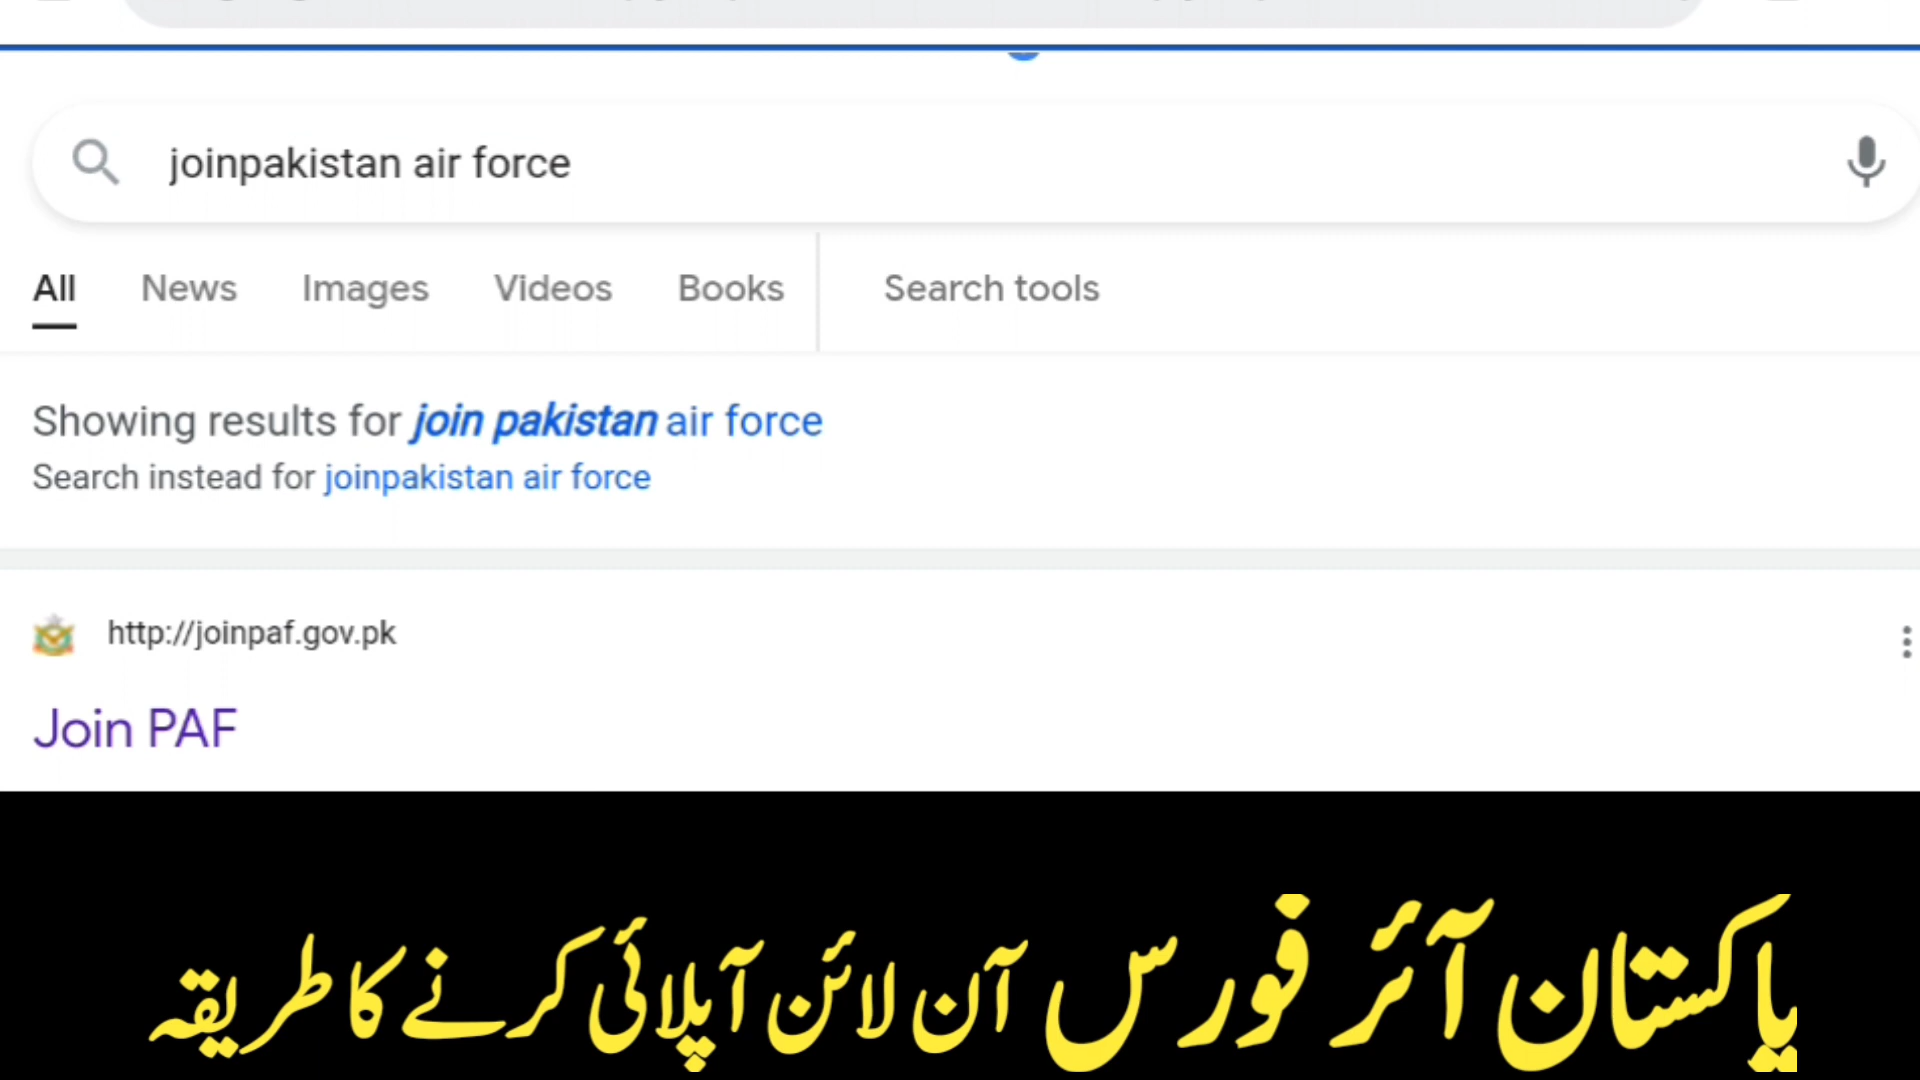 joinpakistan air force
All News Images Videos Books Search tools
Showing results for join pakistan air force
Search instead for joinpakistan air force
http://joinpaf.gov.pk
Join PAF
پاکستان آئر فورس آن لائن آپلائی کرنے کا طریقہ